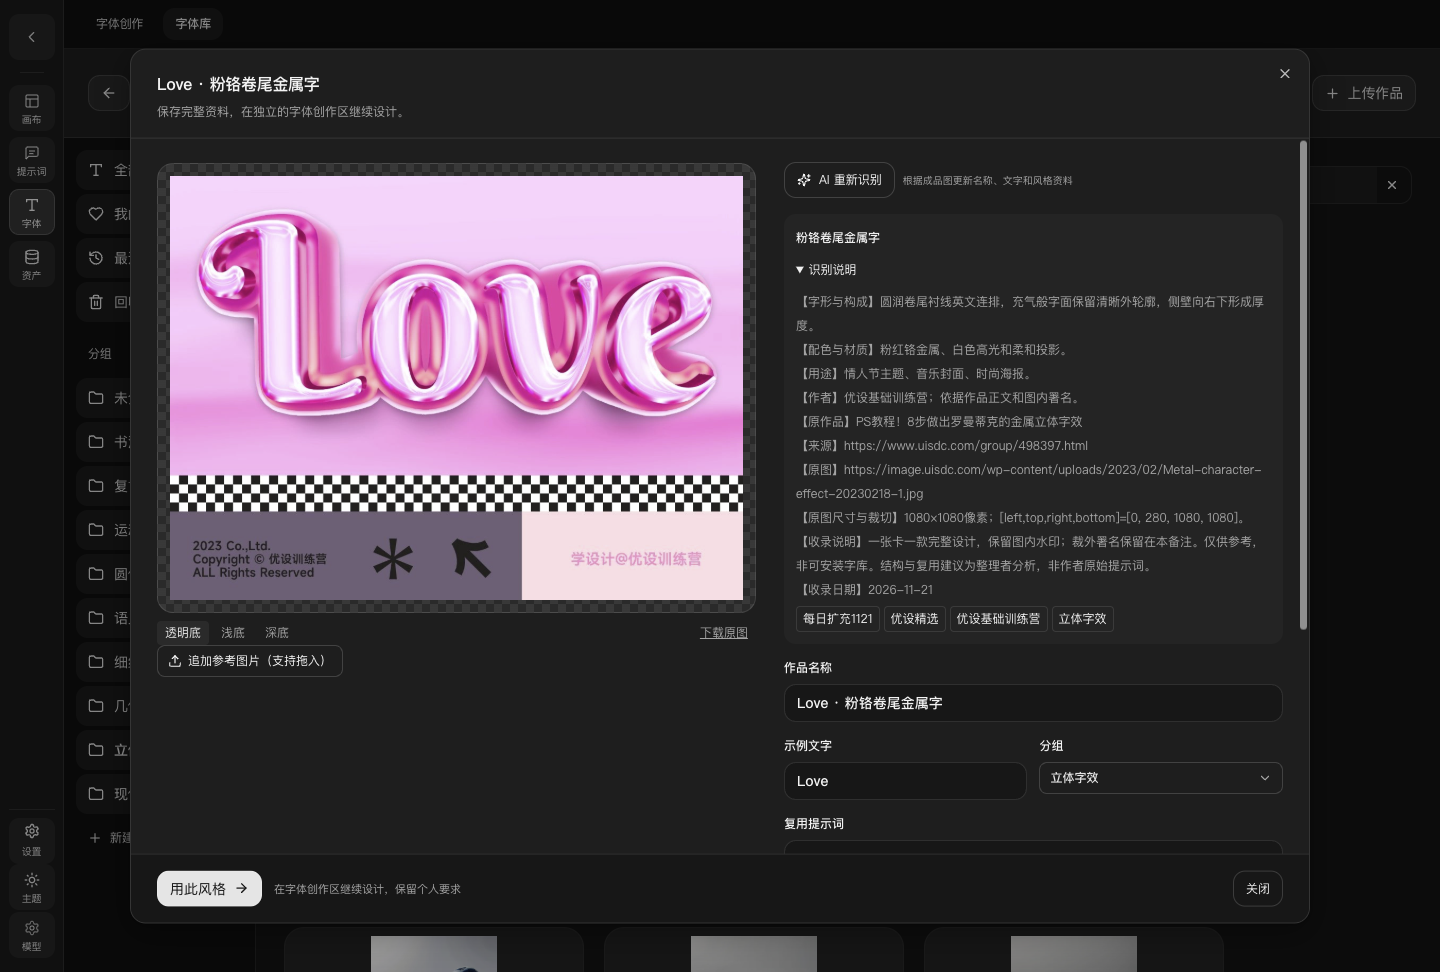 字体创作
字体库
画布
提示词
字体
资产
设置
主题
模型
上传作品
全
我
最
回
分组
未
书
复
运
圆
语
细
几
立
现
新建
Love · 粉铬卷尾金属字
保存完整资料，在独立的字体创作区继续设计。
Love
2023 Co.,Ltd.
Copyright © 优设训练营
ALL Rights Reserved
学设计@优设训练营
透明底
浅底
深底
下载原图
追加参考图片（支持拖入）
AI 重新识别
根据成品图更新名称、文字和风格资料
粉铬卷尾金属字
▼ 识别说明
【字形与构成】圆润卷尾衬线英文连排，充气般字面保留清晰外轮廓，侧壁向右下形成厚
度。
【配色与材质】粉红铬金属、白色高光和柔和投影。
【用途】情人节主题、音乐封面、时尚海报。
【作者】优设基础训练营；依据作品正文和图内署名。
【原作品】PS教程！8步做出罗曼蒂克的金属立体字效
【来源】https://www.uisdc.com/group/498397.html
【原图】https://image.uisdc.com/wp-content/uploads/2023/02/Metal-character-
effect-20230218-1.jpg
【原图尺寸与裁切】1080×1080像素；[left,top,right,bottom]=[0, 280, 1080, 1080]。
【收录说明】一张卡一款完整设计，保留图内水印；裁外署名保留在本备注。仅供参考，
非可安装字库。结构与复用建议为整理者分析，非作者原始提示词。
【收录日期】2026-11-21
每日扩充1121
优设精选
优设基础训练营
立体字效
作品名称
Love · 粉铬卷尾金属字
示例文字
分组
Love
立体字效
复用提示词
用此风格
在字体创作区继续设计，保留个人要求
关闭